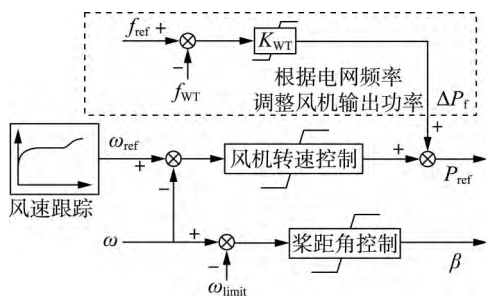 f_ref +
−
f_WT
K_WT
根据电网频率
调整风机输出功率
ΔP_f
+
ω_ref
+
−
风机转速控制
+
P_ref
风速跟踪
ω
+
−
ω_limit
桨距角控制
β